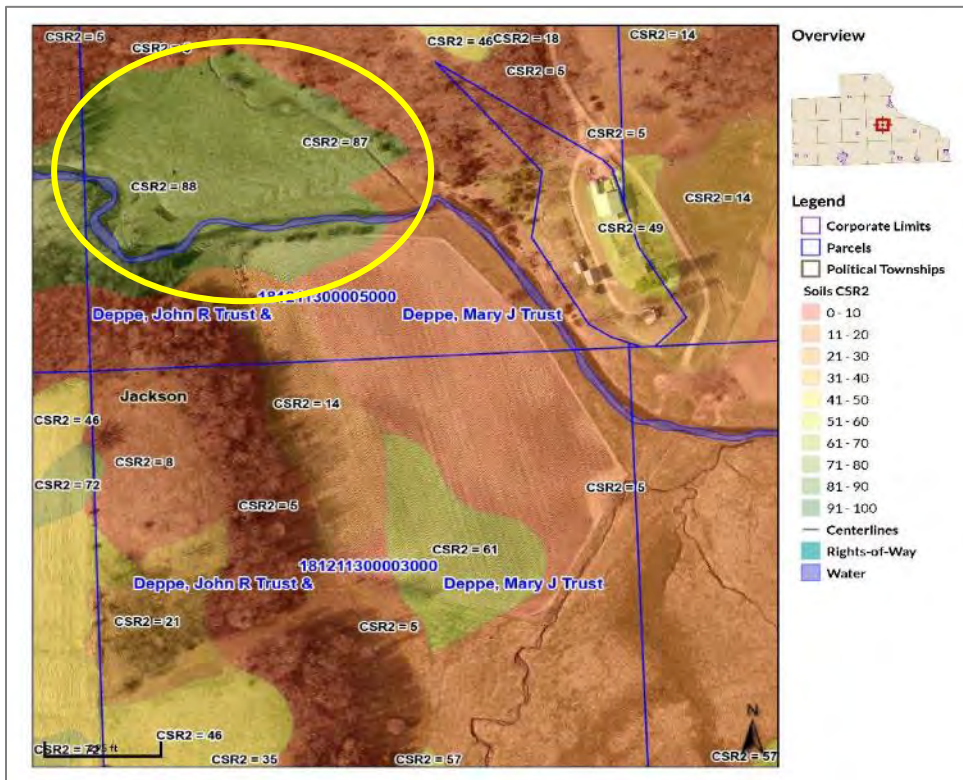 CSR2 = 5
CSR2 = 46
CSR2 = 18
CSR2 = 14
CSR2 = 5
CSR2 = 5
CSR2 = 87
CSR2 = 88
CSR2 = 14
CSR2 = 49
181211300005000
Deppe, John R Trust &
Deppe, Mary J Trust
Jackson
CSR2 = 46
CSR2 = 14
CSR2 = 8
CSR2 = 72
CSR2 = 5
CSR2 = 5
CSR2 = 61
181211300003000
Deppe, John R Trust &
Deppe, Mary J Trust
CSR2 = 21
CSR2 = 5
CSR2 = 46
CSR2 = 72
ft
CSR2 = 35
CSR2 = 57
CSR2 = 57
N
Overview
Legend
Corporate Limits
Parcels
Political Townships
Soils CSR2
0 - 10
11 - 20
21 - 30
31 - 40
41 - 50
51 - 60
61 - 70
71 - 80
81 - 90
91 - 100
Centerlines
Rights-of-Way
Water